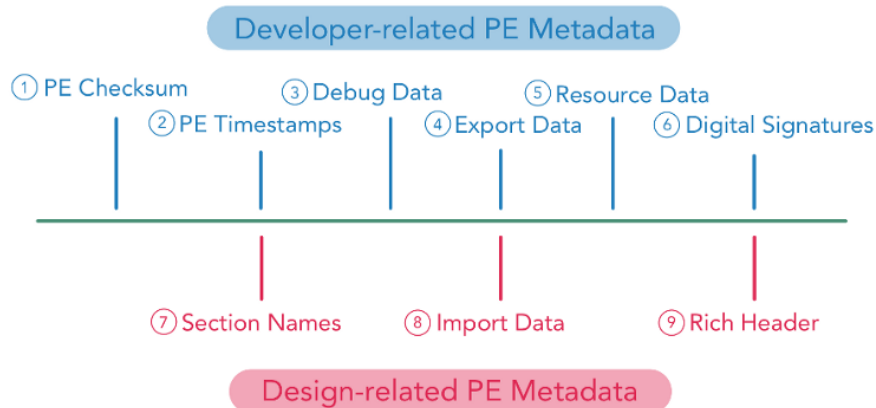 Developer-related PE Metadata
1 PE Checksum
2 PE Timestamps
3 Debug Data
4 Export Data
5 Resource Data
6 Digital Signatures
7 Section Names
8 Import Data
9 Rich Header
Design-related PE Metadata